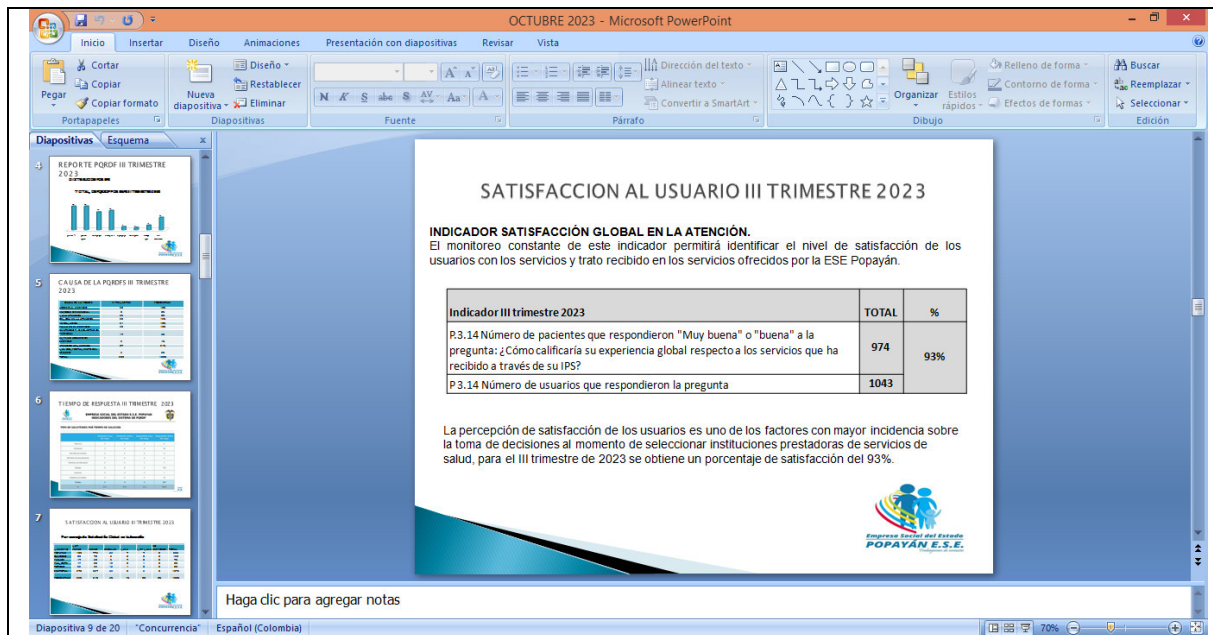 OCTUBRE 2023 - Microsoft PowerPoint
Inicio Insertar Diseño Animaciones Presentación con diapositivas Revisar Vista
Pegar
Cortar
Copiar
Copiar formato
Portapapeles
Nueva
diapositiva
Diseño
Restablecer
Eliminar
Diapositivas
N K S abc S AV Aa A
Fuente
Dirección del texto
Alinear texto
Convertir a SmartArt
Párrafo
Organizar
Estilos
rápidos
Relleno de forma
Contorno de forma
Efectos de formas
Dibujo
Buscar
Reemplazar
Seleccionar
Edición
Diapositivas Esquema x
4
REPORTE PQRDF III TRIMESTRE
2023
5
CAUSA DE LA PQRDFS III TRIMESTRE
2023
6
TIEMPO DE RESPUESTA III TRIMESTRE 2023
7
SATISFACCION AL USUARIO III TRIMESTRE 2023
SATISFACCION AL USUARIO III TRIMESTRE 2023
INDICADOR SATISFACCIÓN GLOBAL EN LA ATENCIÓN.
El monitoreo constante de este indicador permitirá identificar el nivel de satisfacción de los
usuarios con los servicios y trato recibido en los servicios ofrecidos por la ESE Popayán.
Indicador III trimestre 2023 TOTAL %
P.3.14 Número de pacientes que respondieron "Muy buena" o "buena" a la
pregunta: ¿Cómo calificaría su experiencia global respecto a los servicios que ha
recibido a través de su IPS?
974
93%
P 3.14 Número de usuarios que respondieron la pregunta 1043
La percepción de satisfacción de los usuarios es uno de los factores con mayor incidencia sobre
la toma de decisiones al momento de seleccionar instituciones prestadoras de servicios de
salud, para el III trimestre de 2023 se obtiene un porcentaje de satisfacción del 93%.
Empresa Social del Estado
POPAYÁN E.S.E.
Haga clic para agregar notas
Diapositiva 9 de 20 "Concurrencia" Español (Colombia) 70%